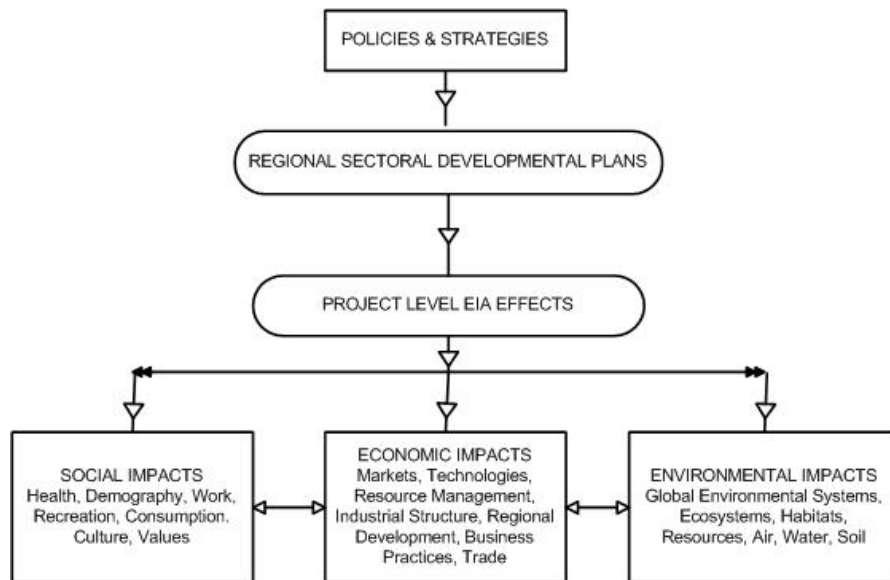 POLICIES & STRATEGIES
REGIONAL SECTORAL DEVELOPMENTAL PLANS
PROJECT LEVEL EIA EFFECTS
SOCIAL IMPACTS
Health, Demography, Work,
Recreation, Consumption.
Culture, Values
ECONOMIC IMPACTS
Markets, Technologies,
Resource Management,
Industrial Structure, Regional
Development, Business
Practices, Trade
ENVIRONMENTAL IMPACTS
Global Environmental Systems,
Ecosystems, Habitats,
Resources, Air, Water, Soil